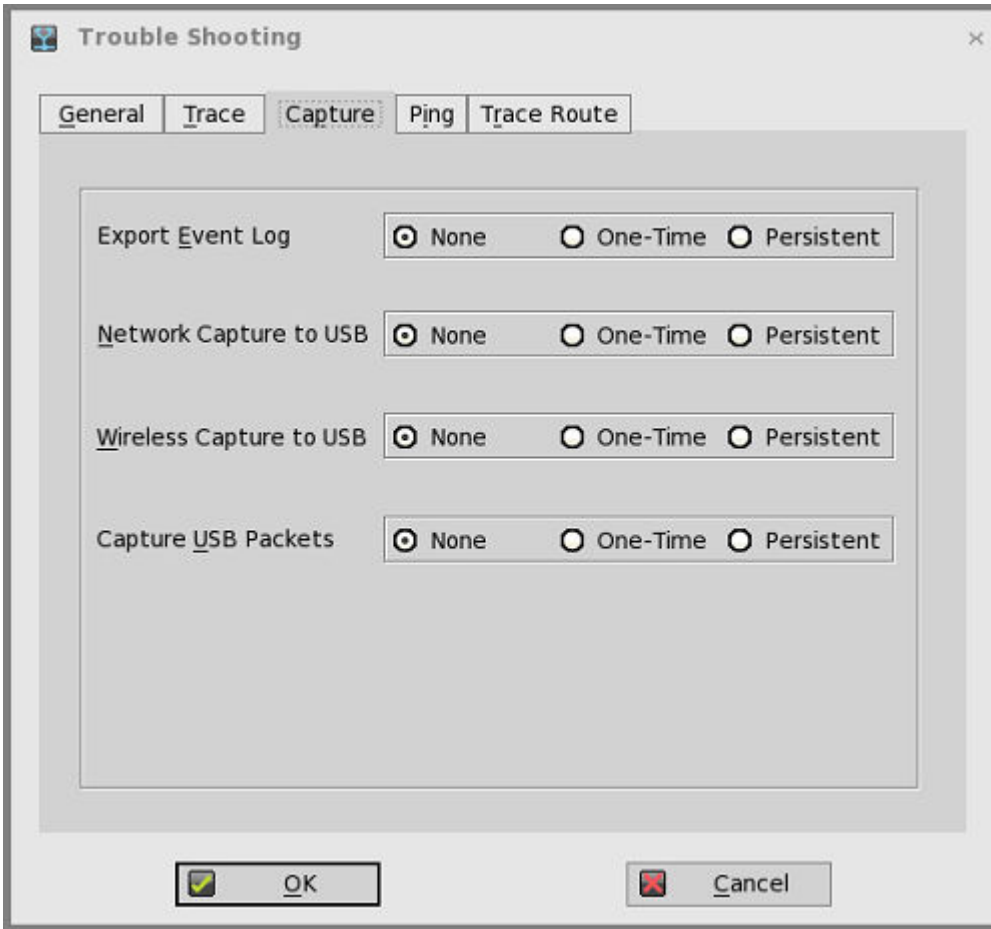 Trouble Shooting
General Trace Capture Ping Trace Route
Export Event Log None One-Time Persistent
Network Capture to USB None One-Time Persistent
Wireless Capture to USB None One-Time Persistent
Capture USB Packets None One-Time Persistent
OK Cancel